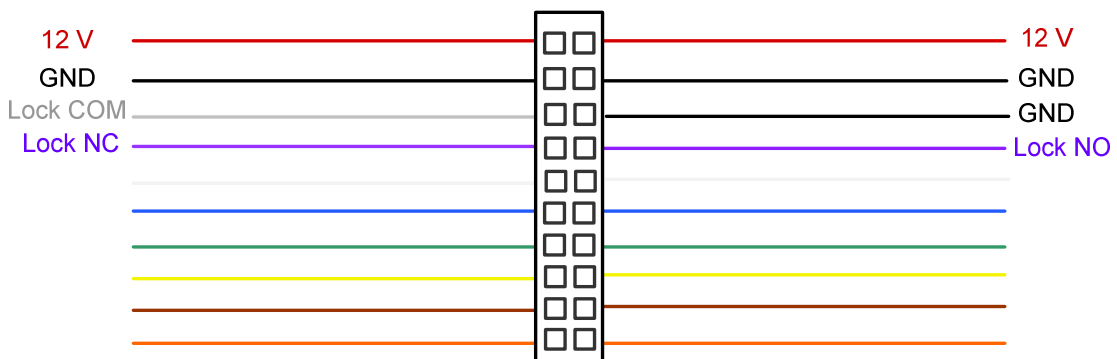 12 V 12 V
GND GND
Lock COM GND
Lock NC Lock NO